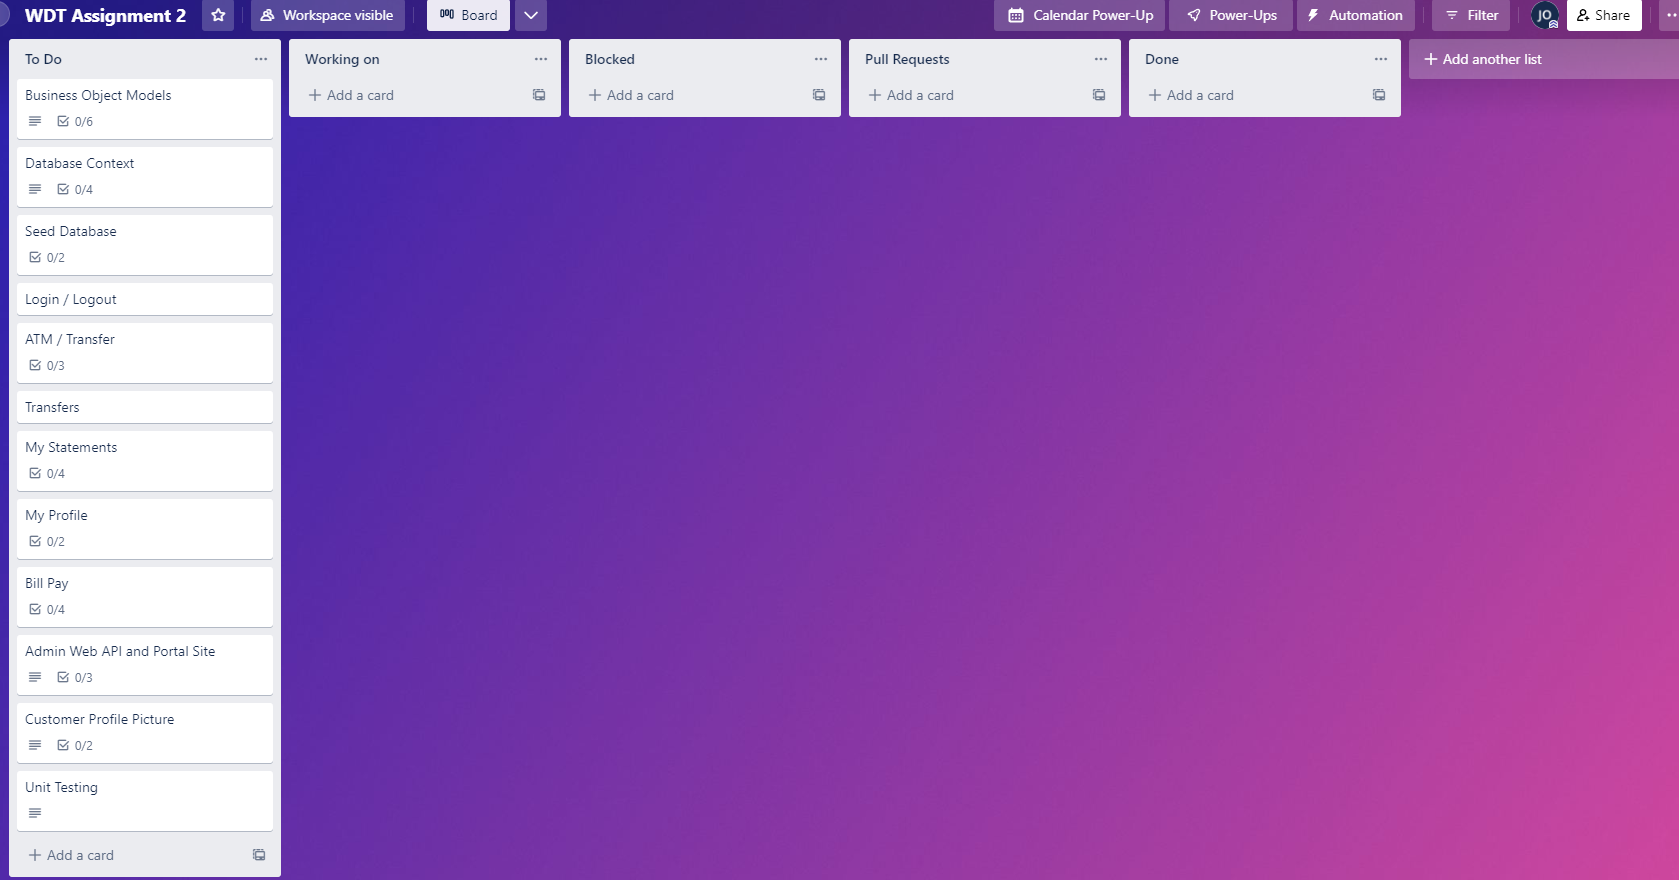 WDT Assignment 2
Workspace visible
Board
Calendar Power-Up
Power-Ups
Automation
Filter
JO
Share
To Do
Business Object Models
0/6
Database Context
0/4
Seed Database
0/2
Login / Logout
ATM / Transfer
0/3
Transfers
My Statements
0/4
My Profile
0/2
Bill Pay
0/4
Admin Web API and Portal Site
0/3
Customer Profile Picture
0/2
Unit Testing
+ Add a card
Working on
+ Add a card
Blocked
+ Add a card
Pull Requests
+ Add a card
Done
+ Add a card
+ Add another list